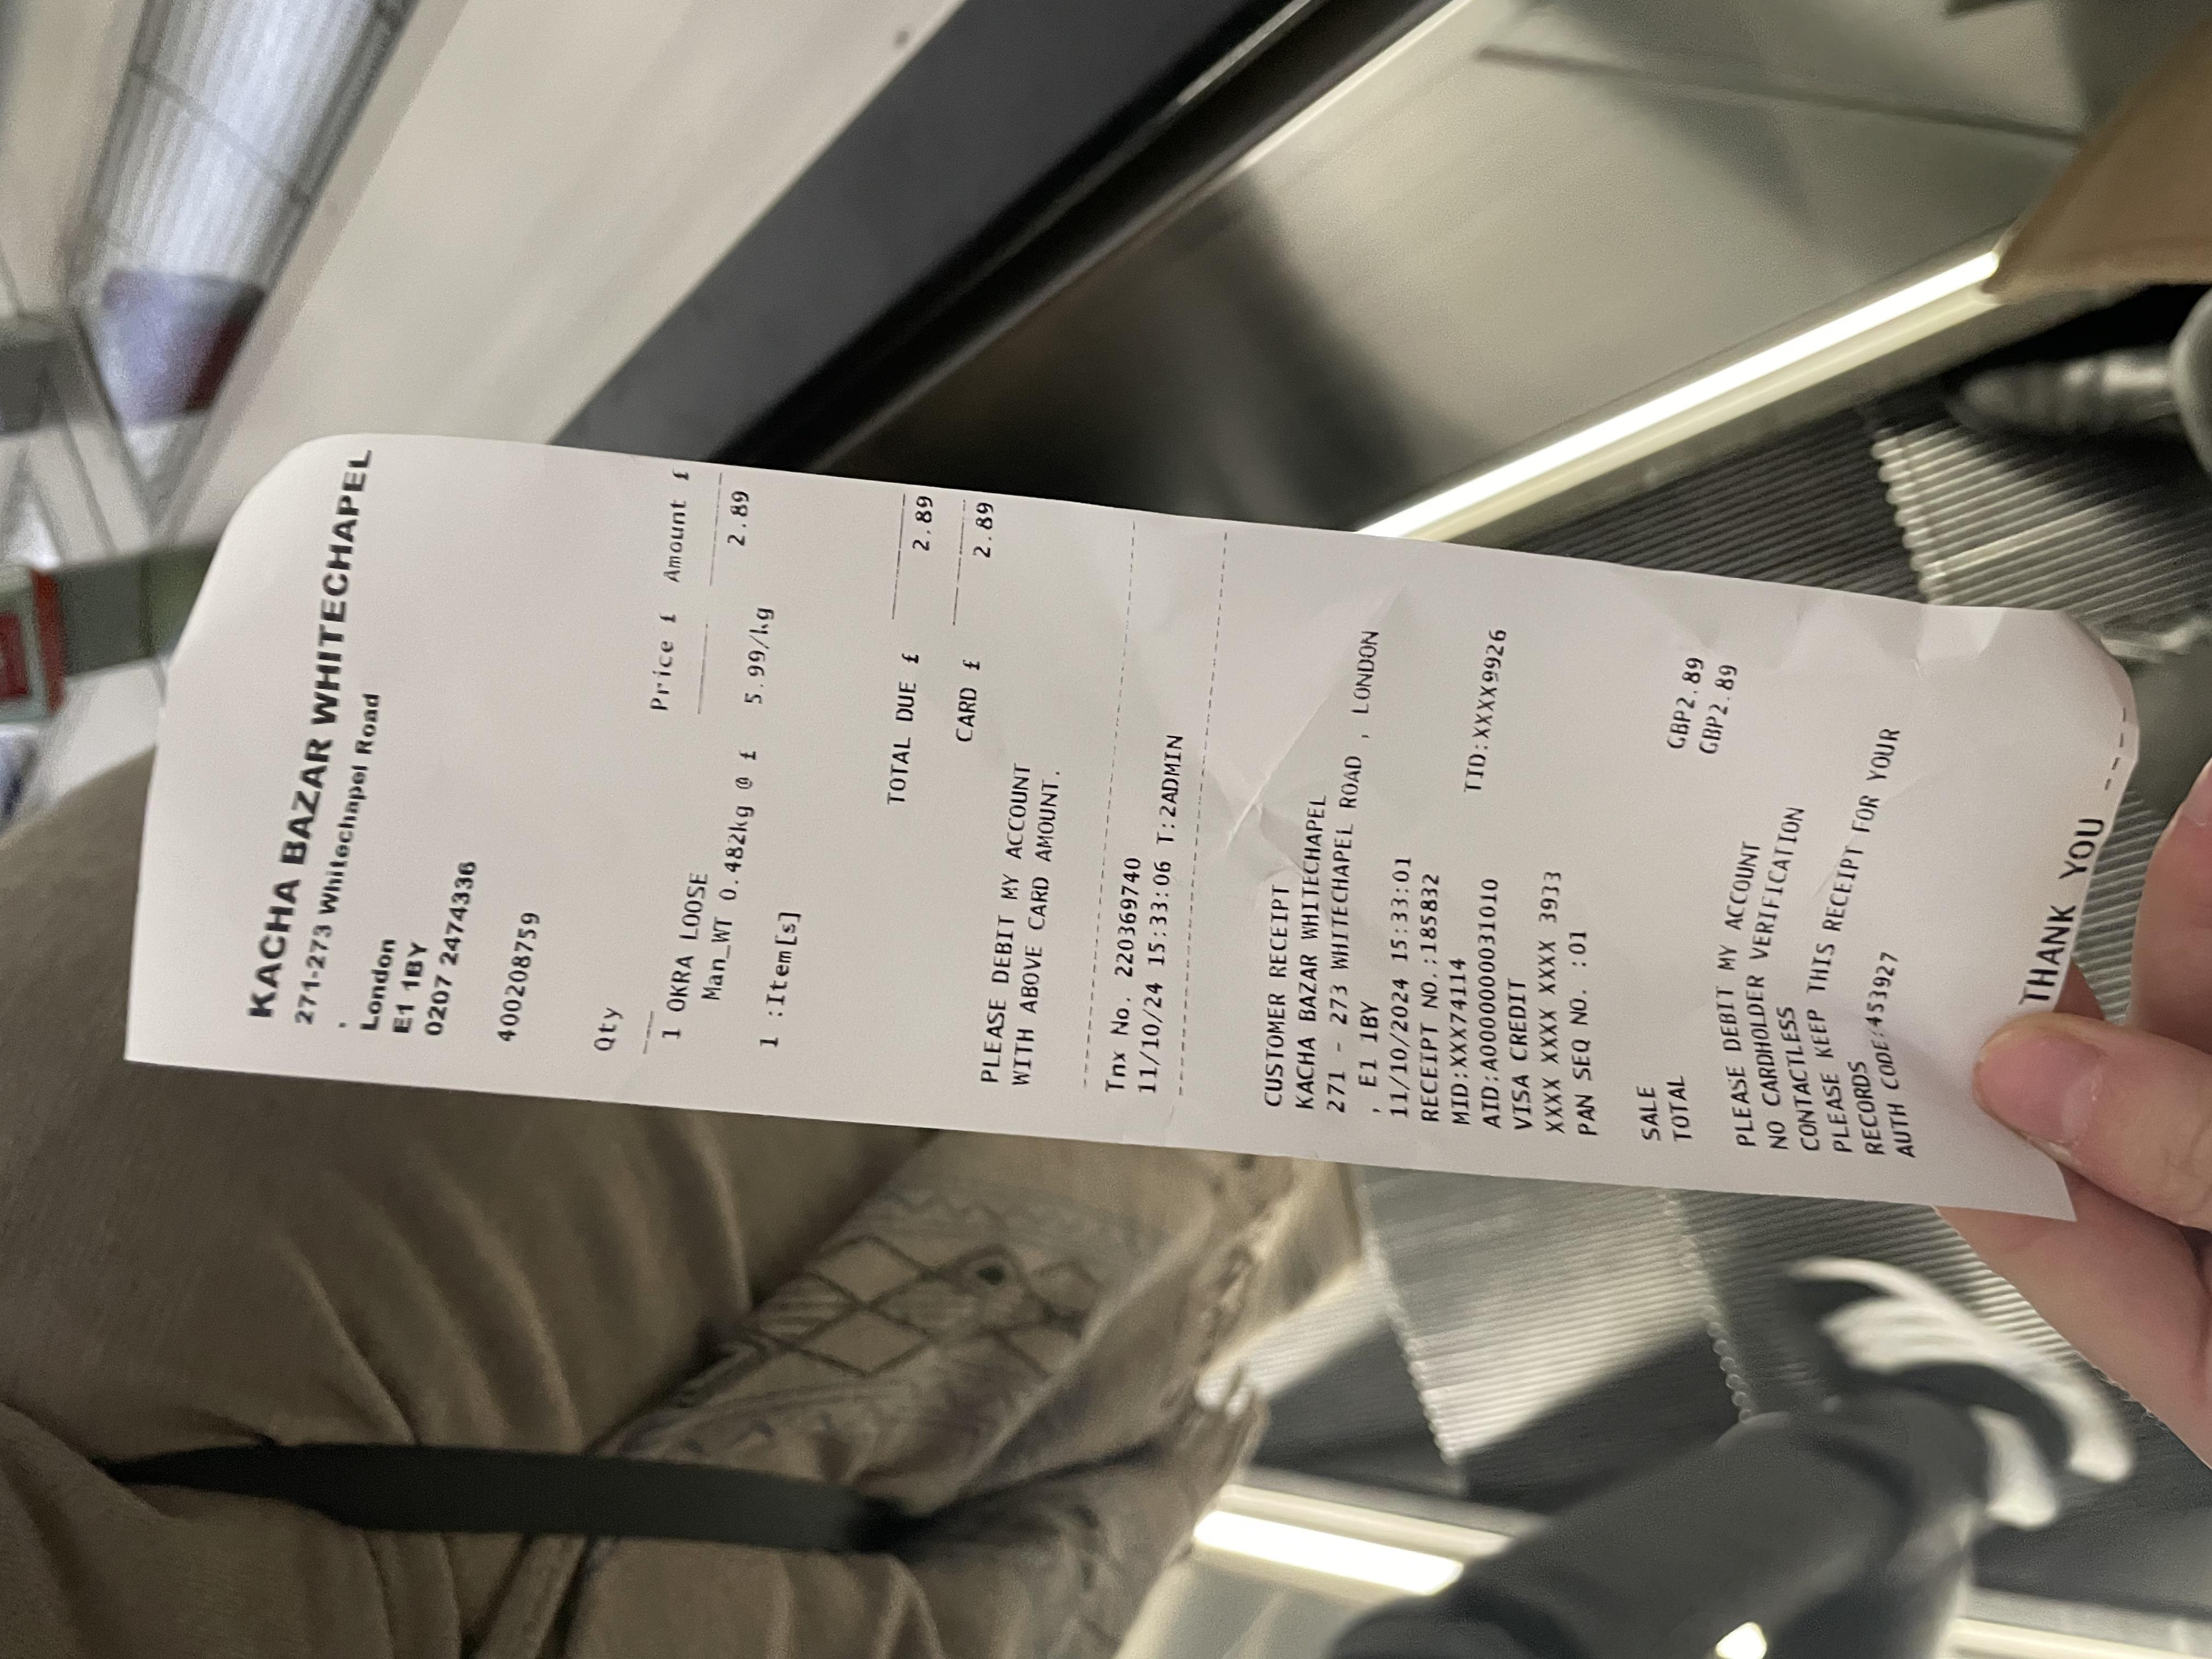 KACHA BAZAR WHITECHAPEL
271-273 Whitechapel Road
,
London
E1 1BY
0207 2474336
400208759
Qty Price £ Amount £
1 OKRA LOOSE 2.89
Man_WT 0.482kg @ £ 5.99/kg
1 :Item[s]
TOTAL DUE £ 2.89
CARD £ 2.89
PLEASE DEBIT MY ACCOUNT
WITH ABOVE CARD AMOUNT.
Tnx No. 220369740
11/10/24 15:33:06 T:2ADMIN
CUSTOMER RECEIPT
KACHA BAZAR WHITECHAPEL
271 - 273 WHITECHAPEL ROAD , LONDON
, E1 1BY
11/10/2024 15:33:01
RECEIPT NO.:185832
MID:XXX74114 TID:XXXX9926
AID:A0000000031010
VISA CREDIT
XXXX XXXX XXXX 3933
PAN SEQ NO. :01
SALE GBP2.89
TOTAL GBP2.89
PLEASE DEBIT MY ACCOUNT
NO CARDHOLDER VERIFICATION
CONTACTLESS
PLEASE KEEP THIS RECEIPT FOR YOUR
RECORDS
AUTH CODE:453927
THANK YOU